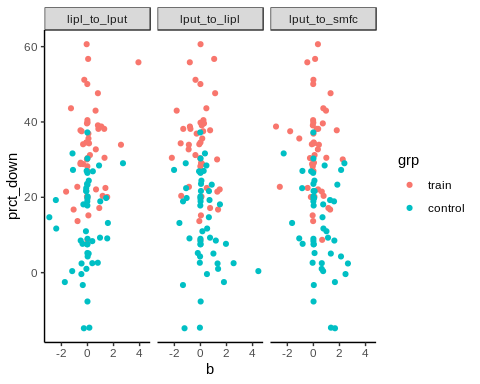 lipl_to_lput lput_to_lipl lput_to_smfc
60
40
20
0
prct_down
-2 0 2 4 -2 0 2 4 -2 0 2 4
b
grp
train
control